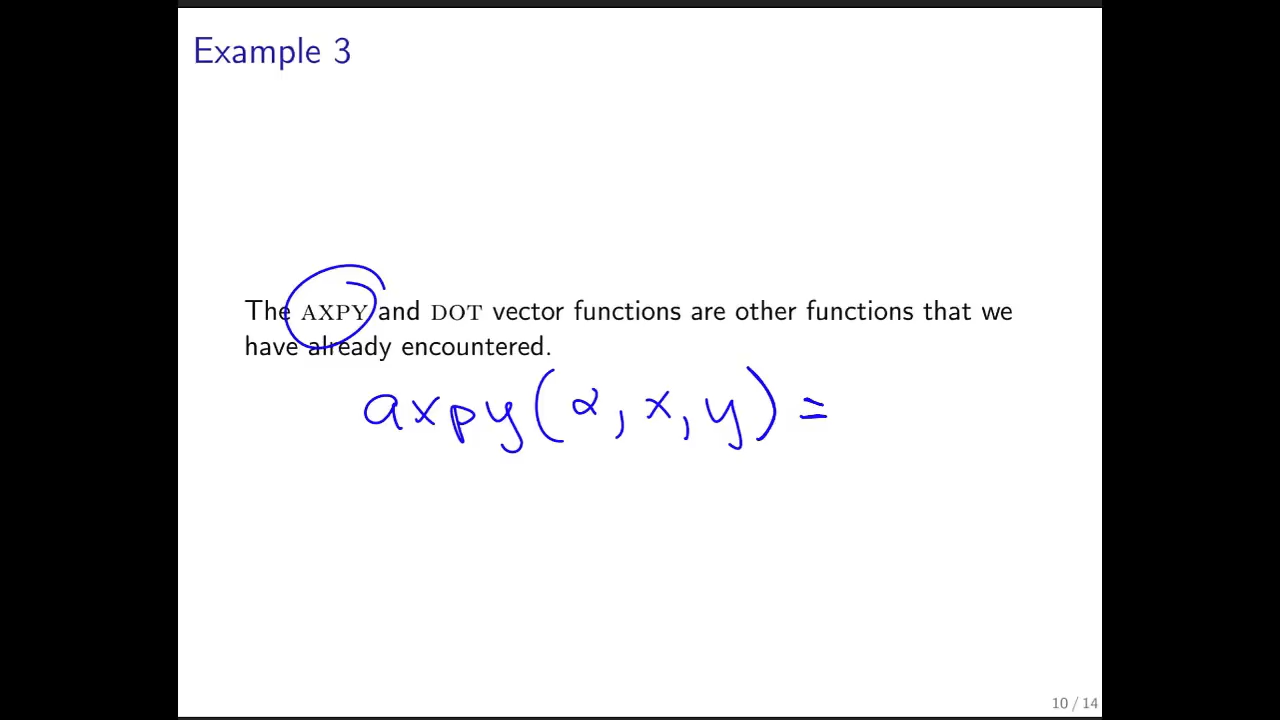 Example 3
The AXPY and DOT vector functions are other functions that we
have already encountered.
axpy(α, x, y) =
10 / 14